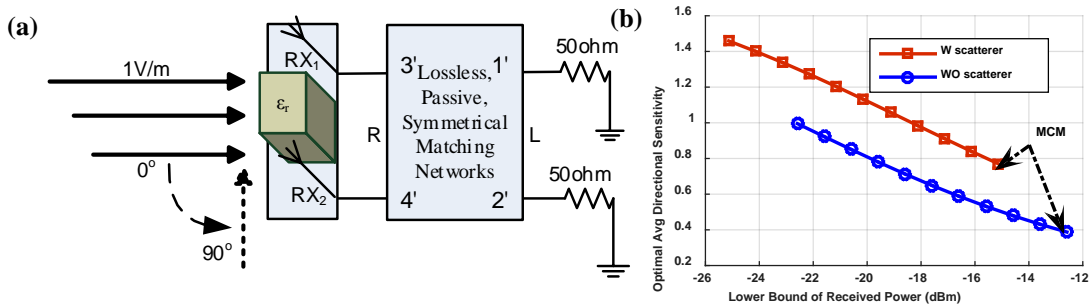 (a)
1V/m
0°
90°
RX1
εr
RX2
R
3' Lossless, 1'
Passive,
Symmetrical
Matching
Networks
4' 2'
L
50ohm
50ohm
(b)
Optimal Avg Directional Sensitivity
1.6
1.4
1.2
1
0.8
0.6
0.4
0.2
W scatterer
WO scatterer
MCM
-26 -24 -22 -20 -18 -16 -14 -12
Lower Bound of Received Power (dBm)